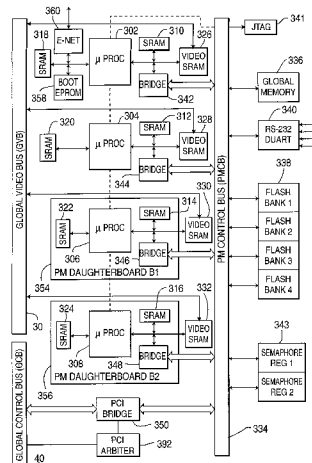 360
302
310
326
318
E-NET
SRAM
SRAM
μ PROC
VIDEO SRAM
BOOT EPROM
BRIDGE
358
342
JTAG
341
336
GLOBAL MEMORY
340
RS-232 DUART
304
312
328
320
SRAM
SRAM
μ PROC
VIDEO SRAM
BRIDGE
344
330
338
322
314
SRAM
SRAM
μ PROC
VIDEO SRAM
306
346
BRIDGE
354
PM DAUGHTERBOARD B1
FLASH BANK 1
FLASH BANK 2
FLASH BANK 3
FLASH BANK 4
316
332
324
SRAM
SRAM
μ PROC
VIDEO SRAM
308
348
BRIDGE
356
PM DAUGHTERBOARD B2
343
SEMAPHORE REG 1
SEMAPHORE REG 2
GLOBAL VIDEO BUS (GVB)
30
PM CONTROL BUS (PMCB)
334
GLOBAL CONTROL BUS (GCB)
40
PCI BRIDGE
350
PCI ARBITER
392